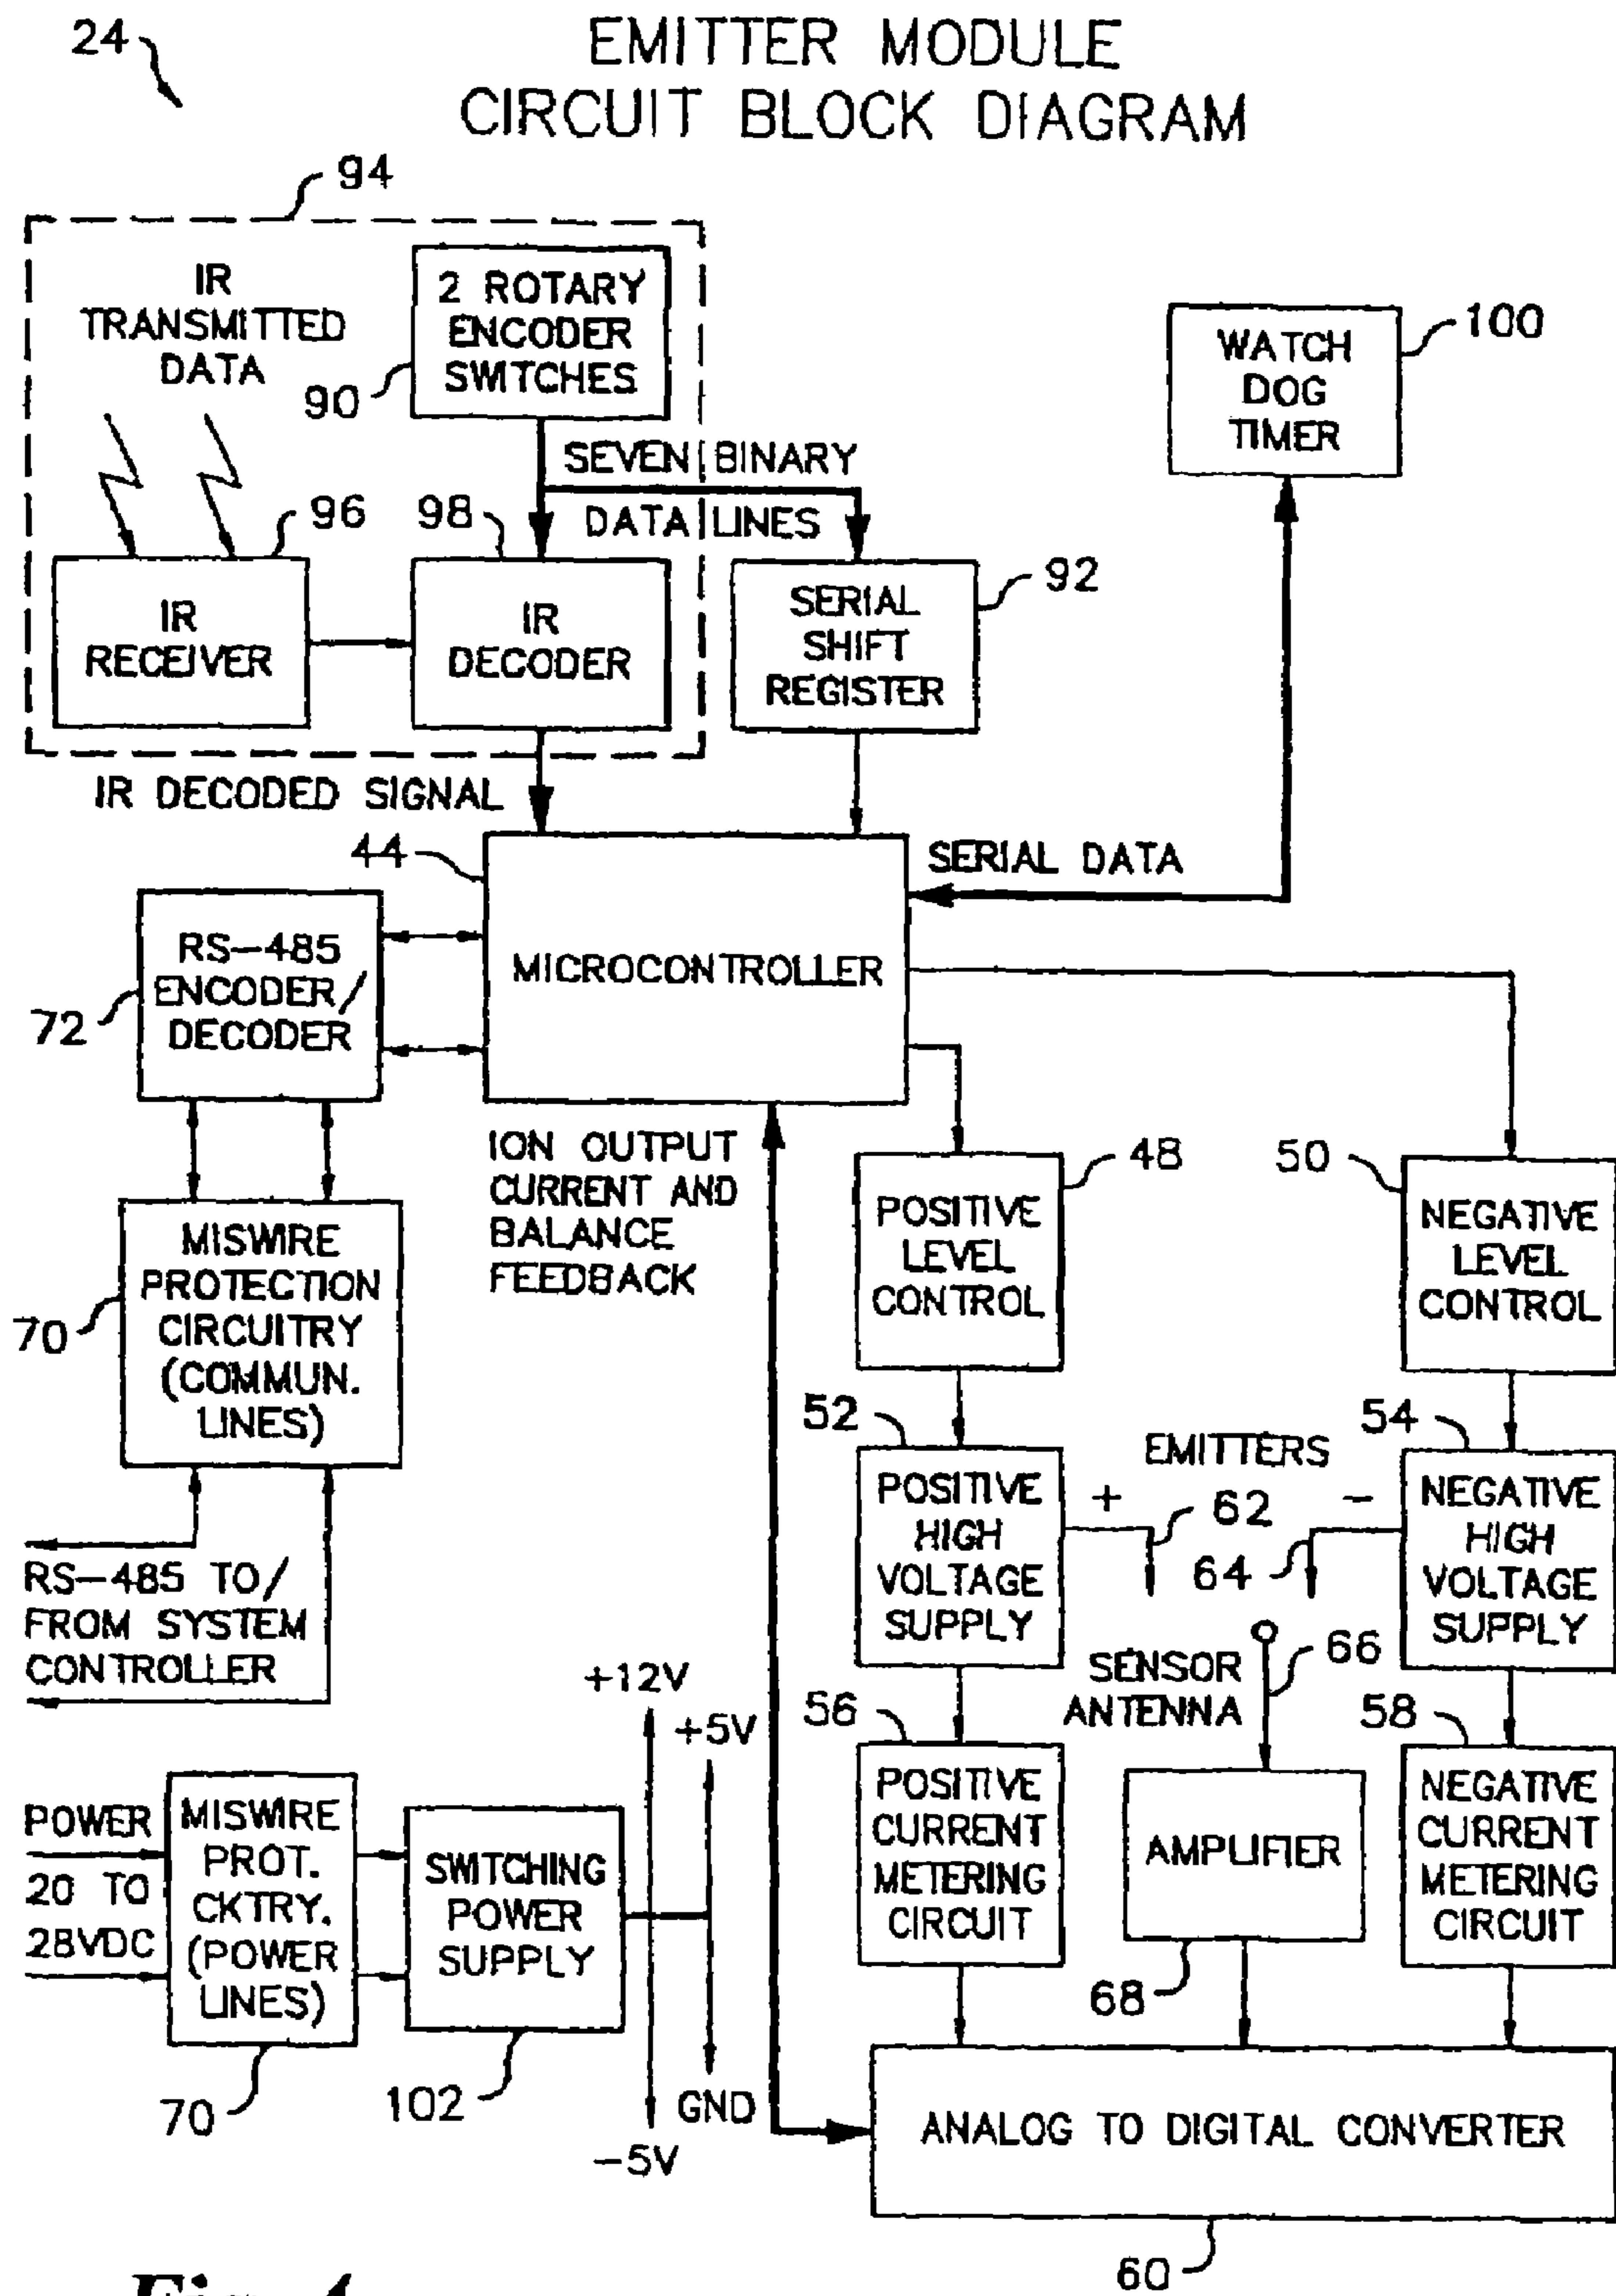 24
EMITTER MODULE
CIRCUIT BLOCK DIAGRAM
94
IR
TRANSMITTED
DATA
2 ROTARY
ENCODER
SWITCHES
90
WATCH
DOG
TIMER
100
SEVEN BINARY
DATA LINES
96
98
IR
RECEIVER
IR
DECODER
SERIAL
SHIFT
REGISTER
92
IR DECODED SIGNAL
44
SERIAL DATA
MICROCONTROLLER
RS-485
ENCODER/
DECODER
72
ION OUTPUT
CURRENT AND
BALANCE
FEEDBACK
MISWIRE
PROTECTION
CIRCUITRY
(COMMUN.
LINES)
70
POSITIVE
LEVEL
CONTROL
48
50
NEGATIVE
LEVEL
CONTROL
52
POSITIVE
HIGH
VOLTAGE
SUPPLY
EMITTERS
+
62
-
64
54
NEGATIVE
HIGH
VOLTAGE
SUPPLY
RS-485 TO/
FROM SYSTEM
CONTROLLER
SENSOR
ANTENNA
66
56
POSITIVE
CURRENT
METERING
CIRCUIT
AMPLIFIER
68
58
NEGATIVE
CURRENT
METERING
CIRCUIT
+12V
+5V
POWER
20 TO
28VDC
MISWIRE
PROT.
CKTRY.
(POWER
LINES)
70
SWITCHING
POWER
SUPPLY
102
GND
-5V
ANALOG TO DIGITAL CONVERTER
60